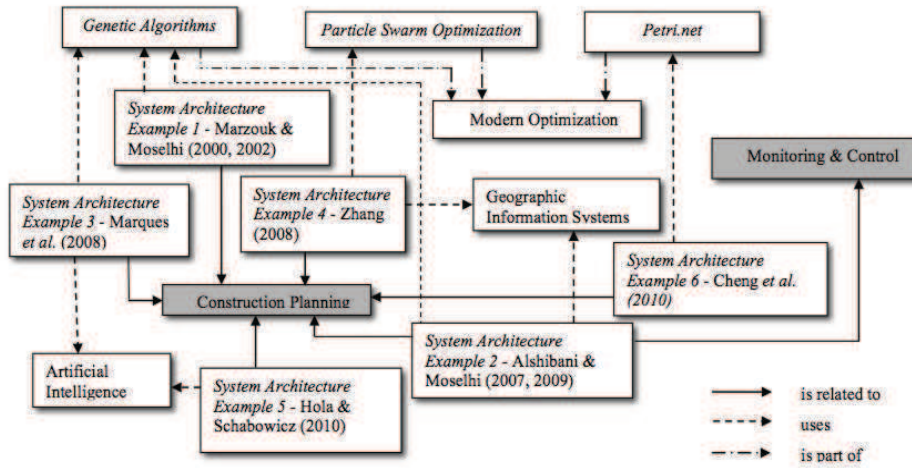 Genetic Algorithms
Particle Swarm Optimization
Petri.net
System Architecture
Example 1 - Marzouk &
Moselhi (2000, 2002)
Modern Optimization
Monitoring & Control
System Architecture
Example 3 - Marques
et al. (2008)
System Architecture
Example 4 - Zhang
(2008)
Geographic
Information Systems
System Architecture
Example 6 - Cheng et al.
(2010)
Construction Planning
System Architecture
Example 2 - Alshibani &
Moselhi (2007, 2009)
Artificial
Intelligence
System Architecture
Example 5 - Hola &
Schabowicz (2010)
is related to
uses
is part of